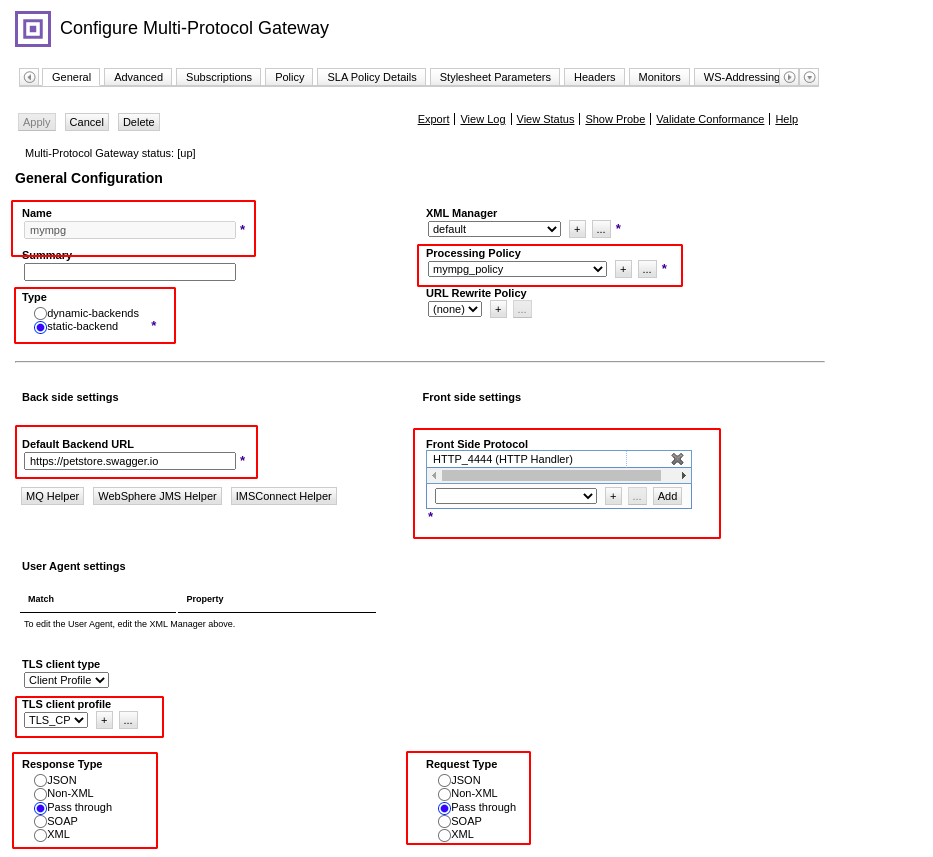 Configure Multi-Protocol Gateway
General Advanced Subscriptions Policy SLA Policy Details Stylesheet Parameters Headers Monitors WS-Addressing
Apply Cancel Delete
Export View Log View Status Show Probe Validate Conformance Help
Multi-Protocol Gateway status: [up]
General Configuration
Name
mympg *
Summary
Type
dynamic-backends
static-backend *
XML Manager
default + ... *
Processing Policy
mympg_policy + ... *
URL Rewrite Policy
(none) + ...
Back side settings
Front side settings
Default Backend URL
https://petstore.swagger.io *
MQ Helper WebSphere JMS Helper IMSConnect Helper
Front Side Protocol
HTTP_4444 (HTTP Handler)
+ ... Add
*
User Agent settings
Match Property
To edit the User Agent, edit the XML Manager above.
TLS client type
Client Profile
TLS client profile
TLS_CP + ...
Response Type
JSON
Non-XML
Pass through
SOAP
XML
Request Type
JSON
Non-XML
Pass through
SOAP
XML